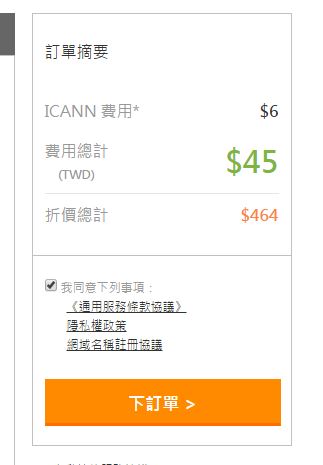 訂單摘要
ICANN 費用* $6
費用總計 $45
(TWD)
折價總計 $464
我同意下列事項：
《通用服務條款協議》
隱私權政策
網域名稱註冊協議
下訂單 >